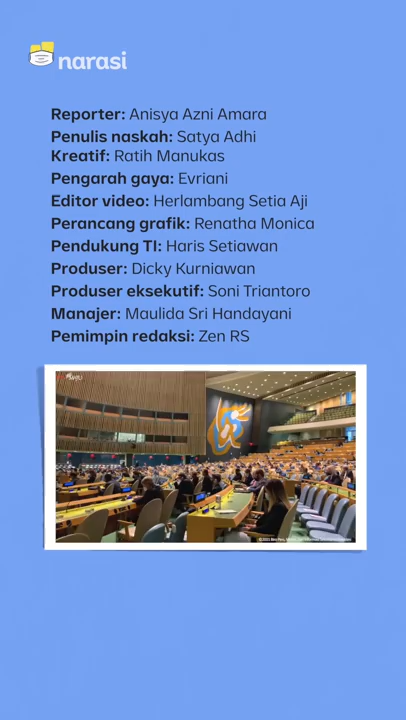 narasi
Reporter: Anisya Azni Amara
Penulis naskah: Satya Adhi
Kreatif: Ratih Manukas
Pengarah gaya: Evriani
Editor video: Herlambang Setia Aji
Perancang grafik: Renatha Monica
Pendukung TI: Haris Setiawan
Produser: Dicky Kurniawan
Produser eksekutif: Soni Triantoro
Manajer: Maulida Sri Handayani
Pemimpin redaksi: Zen RS